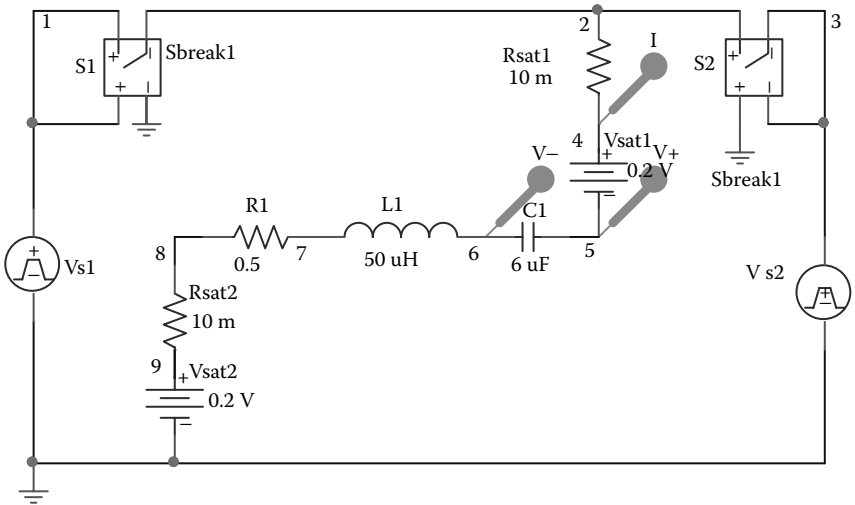 1
2
3
I
S1
+
Sbreak1
Rsat1
10 m
S2
+
+
+
4
Vsat1
V−
+
V+
0.2 V
Sbreak1
−
C1
R1
L1
8
0.5
7
50 uH
6
6 uF
5
+
−
Vs1
V s2
+
−
Rsat2
10 m
9
+
Vsat2
0.2 V
−